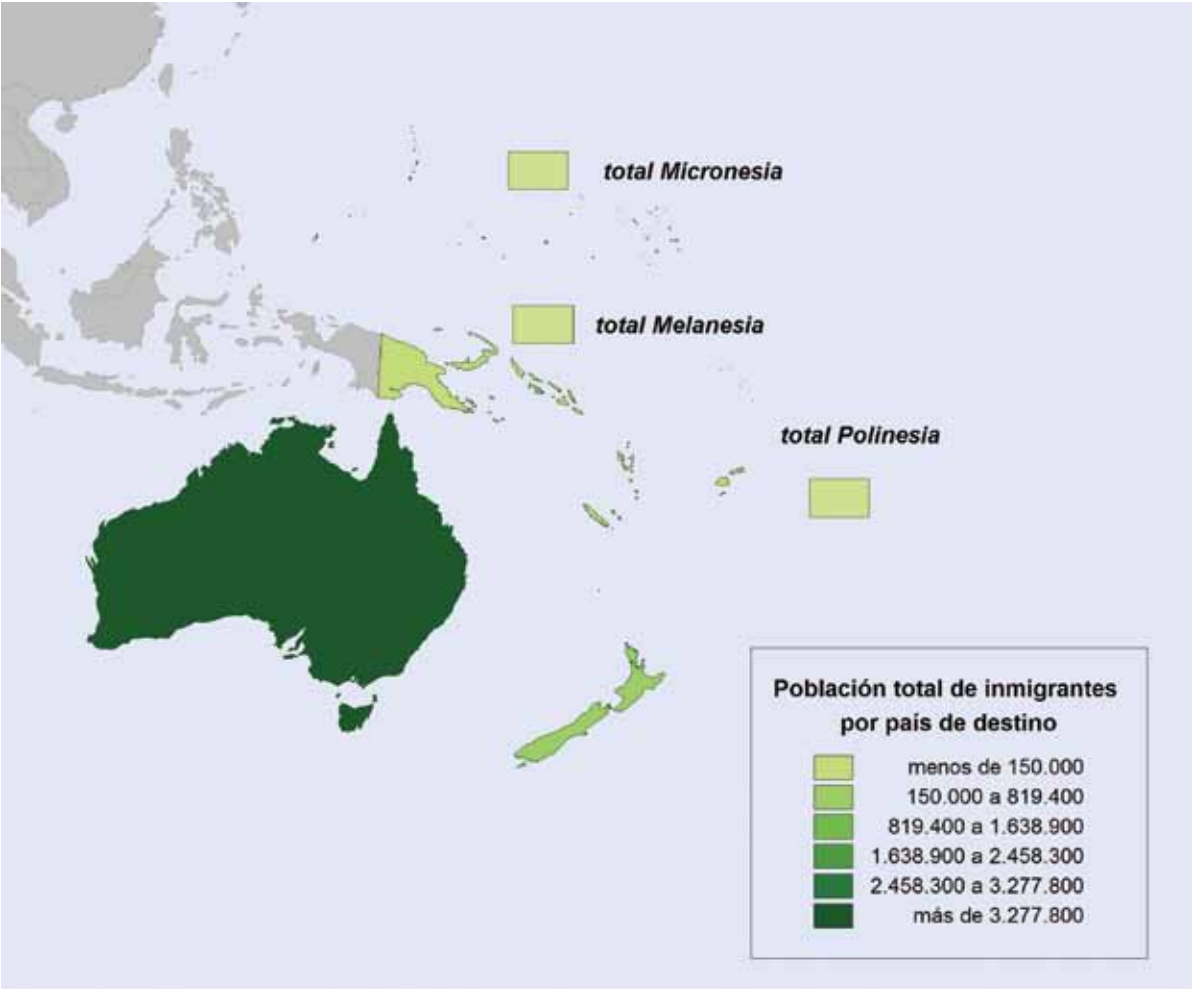 total Micronesia
total Melanesia
total Polinesia
Población total de inmigrantes
por país de destino
menos de 150.000
150.000 a 819.400
819.400 a 1.638.900
1.638.900 a 2.458.300
2.458.300 a 3.277.800
más de 3.277.800